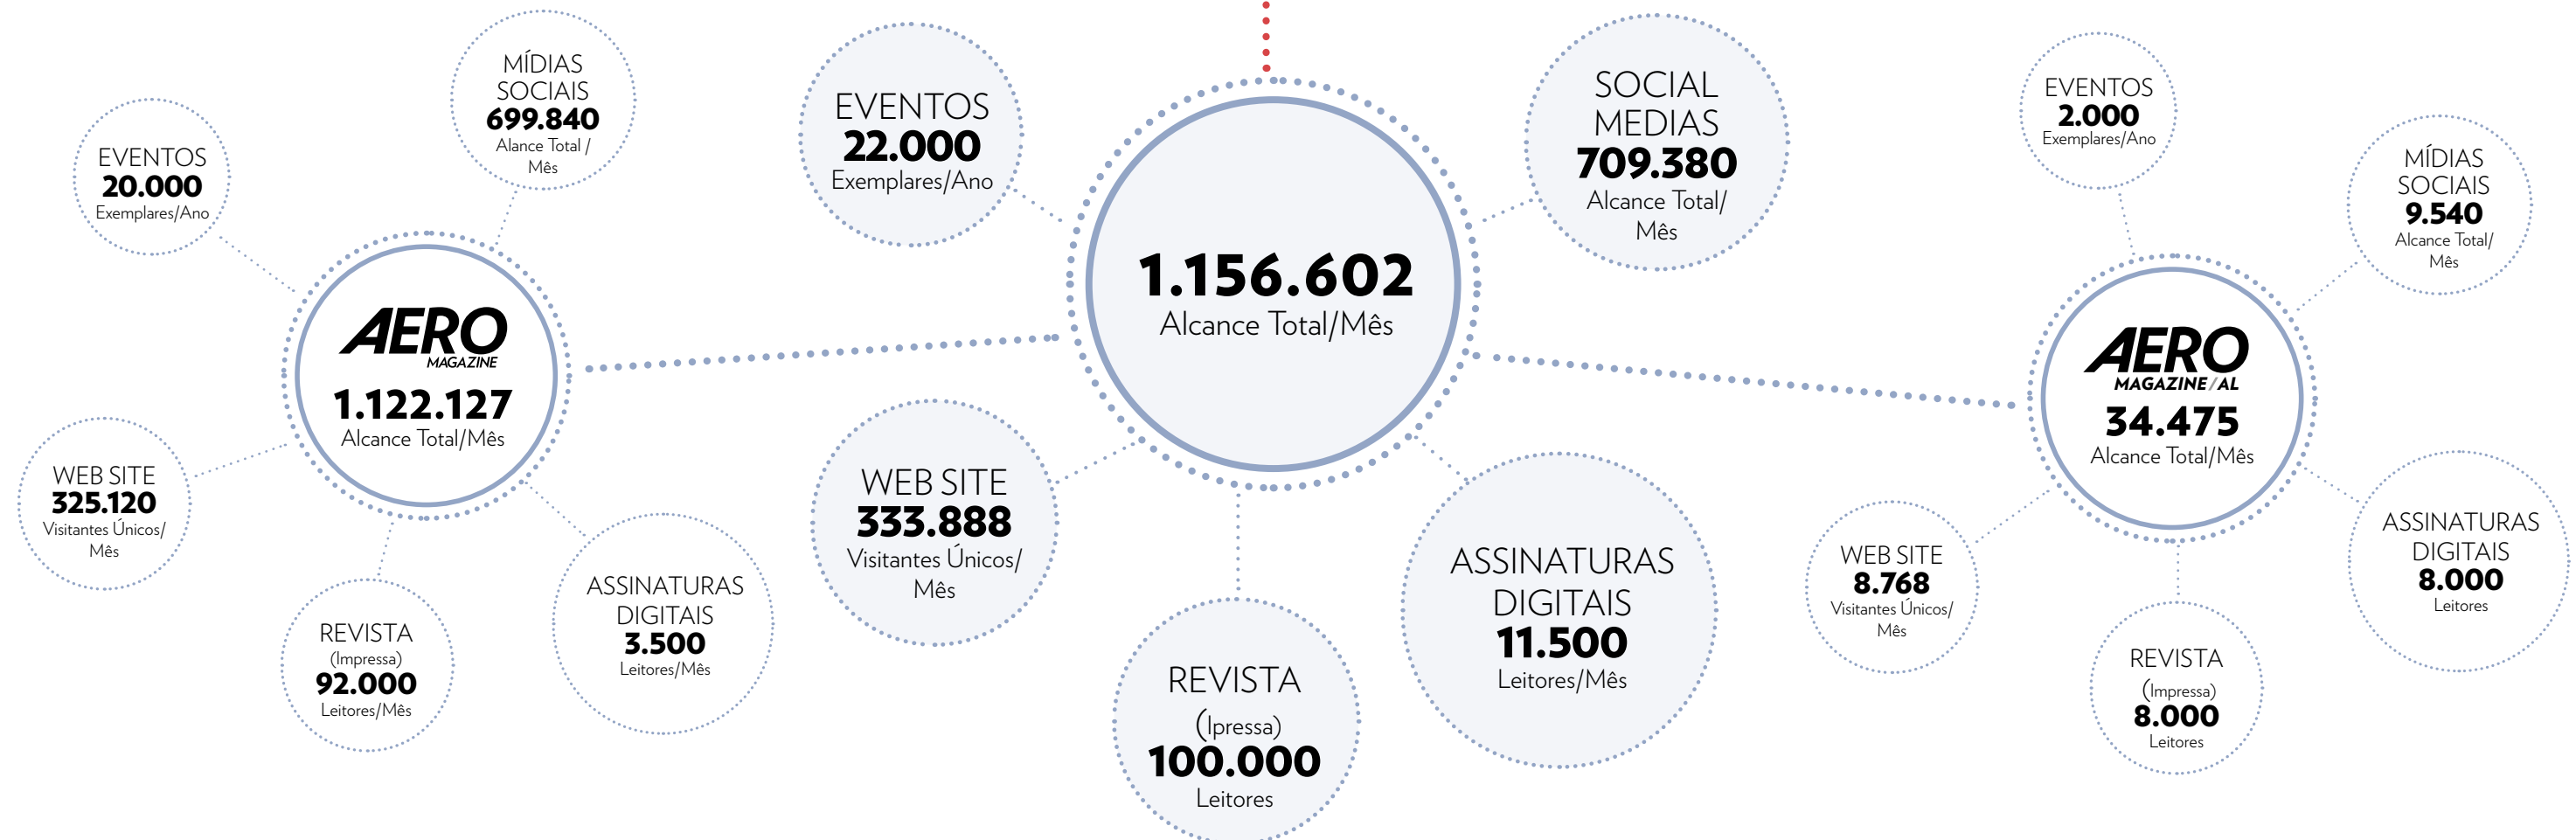 MÍDIAS
SOCIAIS
699.840
Alance Total /
Mês
EVENTOS
20.000
Exemplares/Ano
AERO
MAGAZINE
1.122.127
Alcance Total/Mês
WEB SITE
325.120
Visitantes Únicos/
Mês
REVISTA
(Impressa)
92.000
Leitores/Mês
ASSINATURAS
DIGITAIS
3.500
Leitores/Mês
EVENTOS
22.000
Exemplares/Ano
SOCIAL
MEDIAS
709.380
Alcance Total/
Mês
1.156.602
Alcance Total/Mês
WEB SITE
333.888
Visitantes Únicos/
Mês
REVISTA
(Ipressa)
100.000
Leitores
ASSINATURAS
DIGITAIS
11.500
Leitores/Mês
EVENTOS
2.000
Exemplares/Ano
MÍDIAS
SOCIAIS
9.540
Alcance Total/
Mês
AERO
MAGAZINE/AL
34.475
Alcance Total/Mês
WEB SITE
8.768
Visitantes Únicos/
Mês
REVISTA
(Impressa)
8.000
Leitores
ASSINATURAS
DIGITAIS
8.000
Leitores